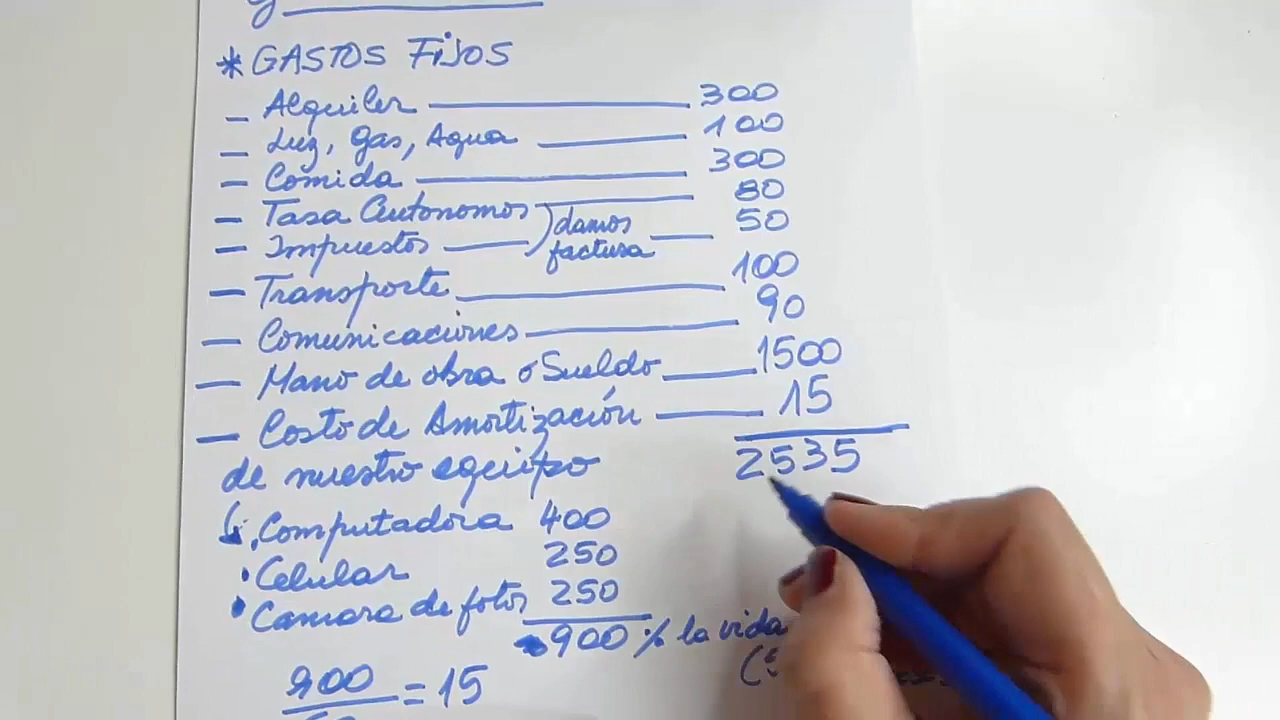 * GASTOS FIJOS
– Alquiler ——— 300
– Luz, Gas, Agua ——— 100
– Comida ——— 300
– Tasa Autonomos ——— 80
– Impuestos ——— ) damos factura ——— 50
– Transporte ——— 100
– Comunicaciones ——— 90
– Mano de obra o Sueldo ——— 1500
– Costo de Amortización ——— 15
de nuestro equipo 2535
↳ . Computadora 400
• Celular 250
• Camara de fotos 250
900 % la vida
900 = 15